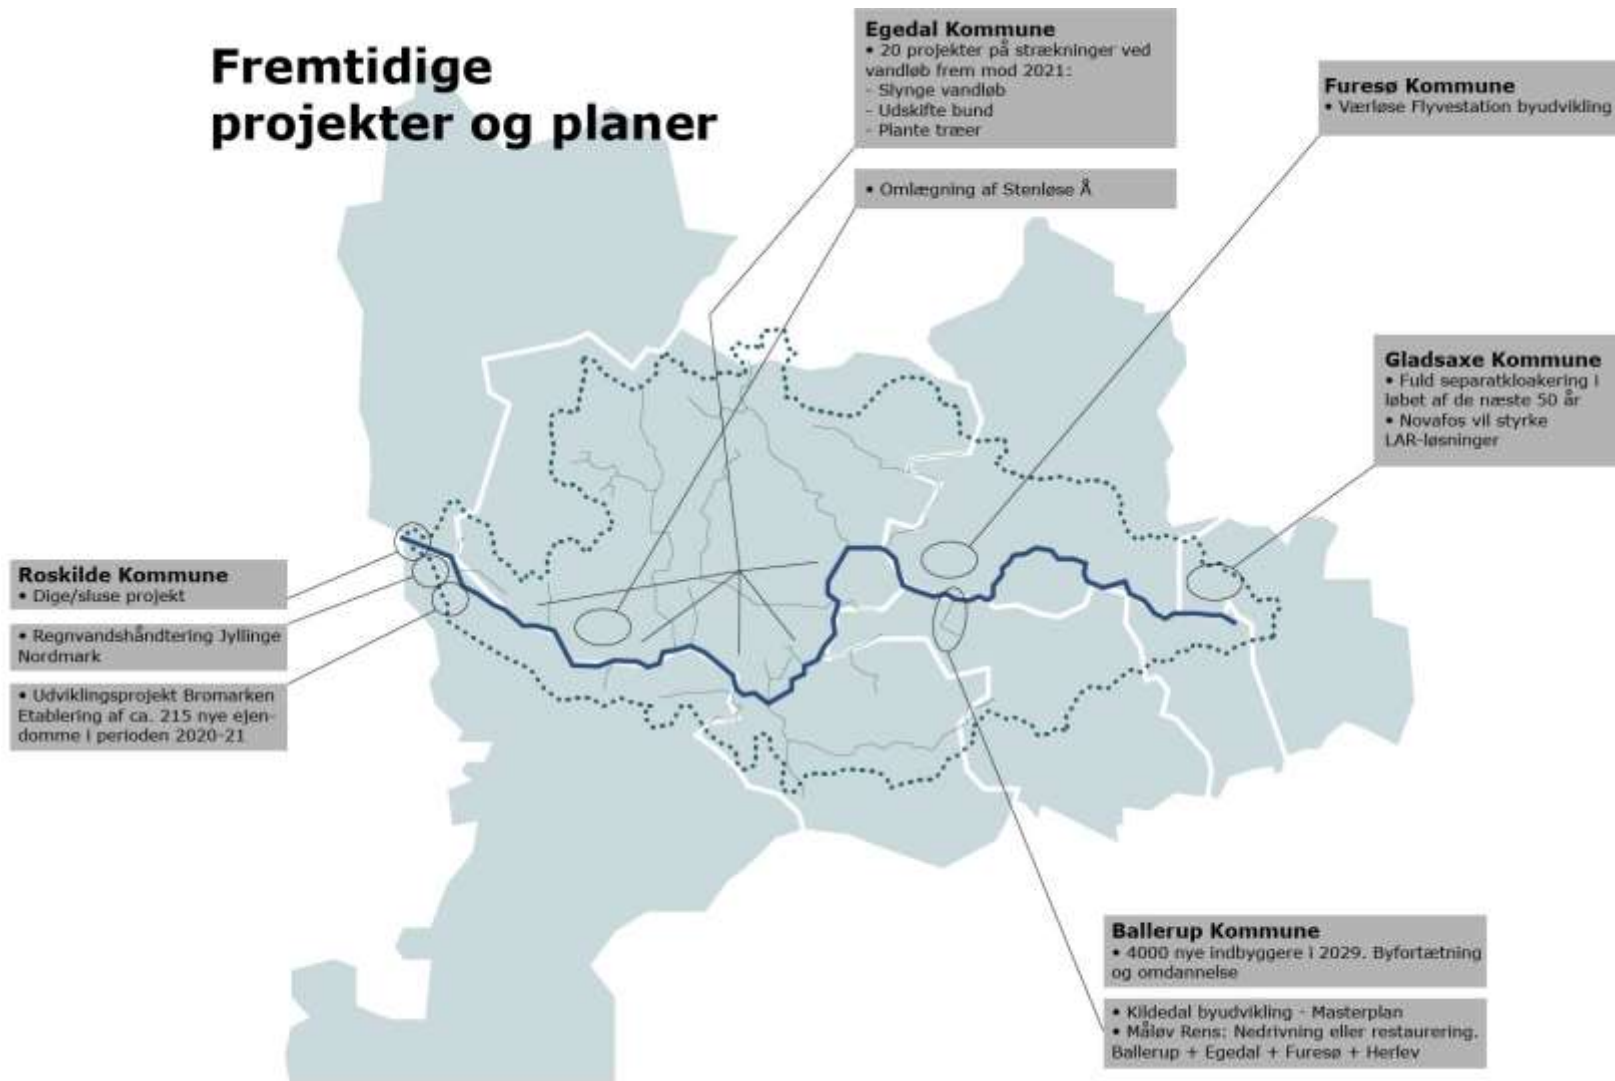 Fremtidige
projekter og planer
Egedal Kommune
• 20 projekter på strækninger ved
vandløb frem mod 2021:
- Slynge vandløb
- Udskifte bund
- Plante træer
• Omlægning af Stenløse Å
Furesø Kommune
• Værløse Flyvestation byudvikling
Gladsaxe Kommune
• Fuld separatkloakering i
løbet af de næste 50 år
• Novafos vil styrke
LAR-løsninger
Roskilde Kommune
• Dige/sluse projekt
• Regnvandshåndtering Jyllinge
Nordmark
• Udviklingsprojekt Bromarken
Etablering af ca. 215 nye ejen-
domme i perioden 2020-21
Ballerup Kommune
• 4000 nye indbyggere i 2029. Byfortætning
og omdannelse
• Kildedal byudvikling - Masterplan
• Måløv Rens: Nedrivning eller restaurering.
Ballerup + Egedal + Furesø + Herlev